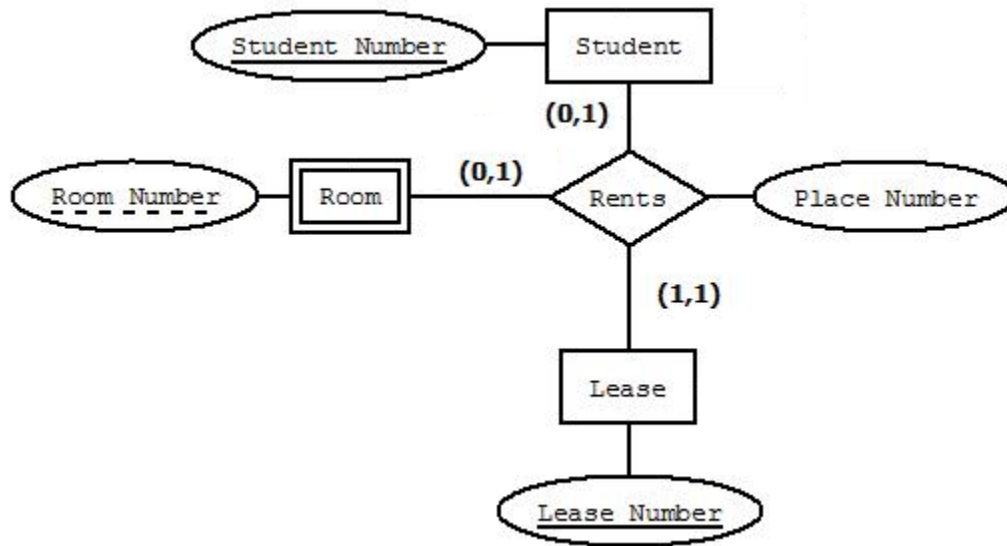 Student Number
Student
(0,1)
Room Number
Room
(0,1)
Rents
Place Number
(1,1)
Lease
Lease Number